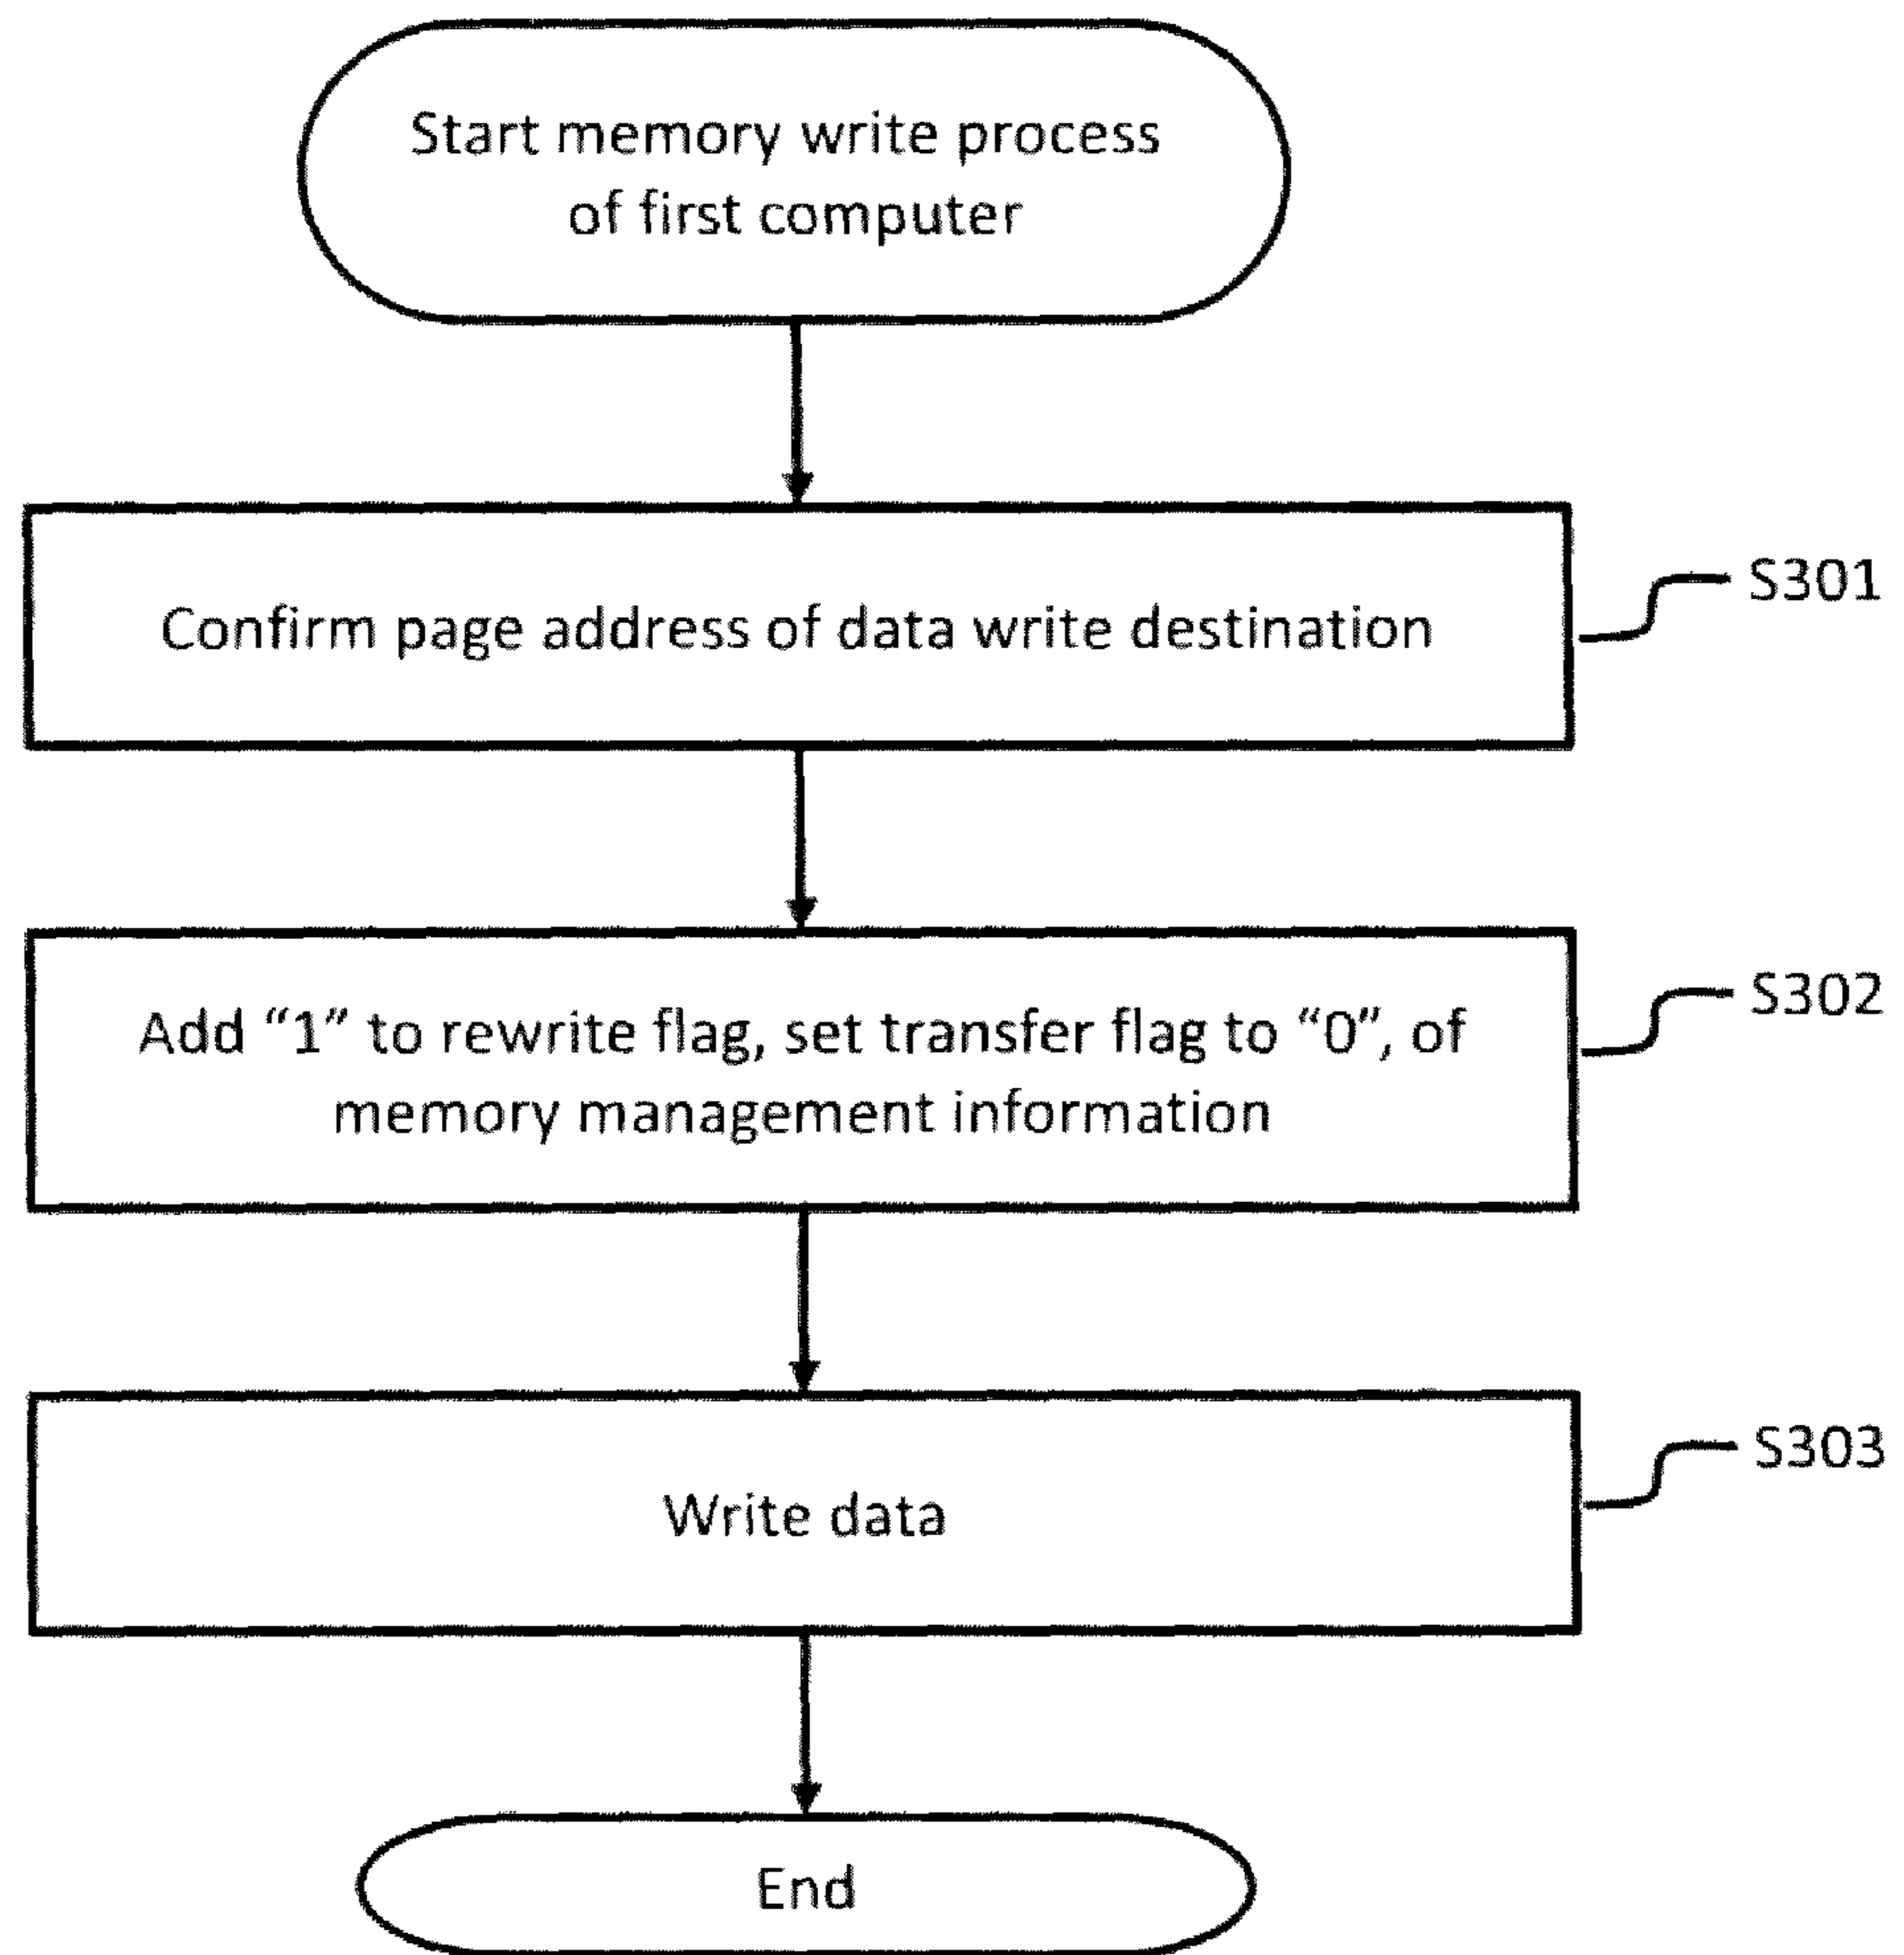 Start memory write process
of first computer
Confirm page address of data write destination
S301
Add “1” to rewrite flag, set transfer flag to “0”, of
memory management information
S302
Write data
S303
End